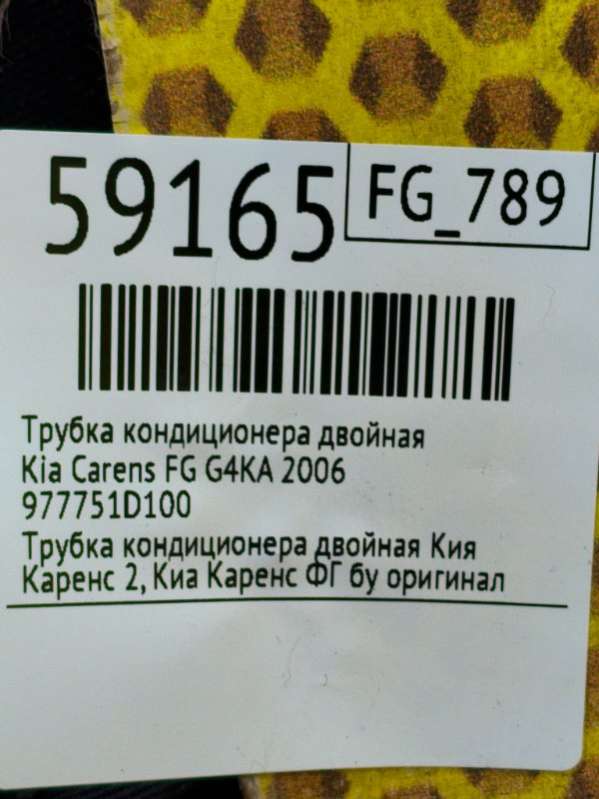 59165
FG_789
Трубка кондиционера двойная
Kia Carens FG G4KA 2006
977751D100
Трубка кондиционера двойная Кия
Каренс 2, Киа Каренс ФГ бу оригинал